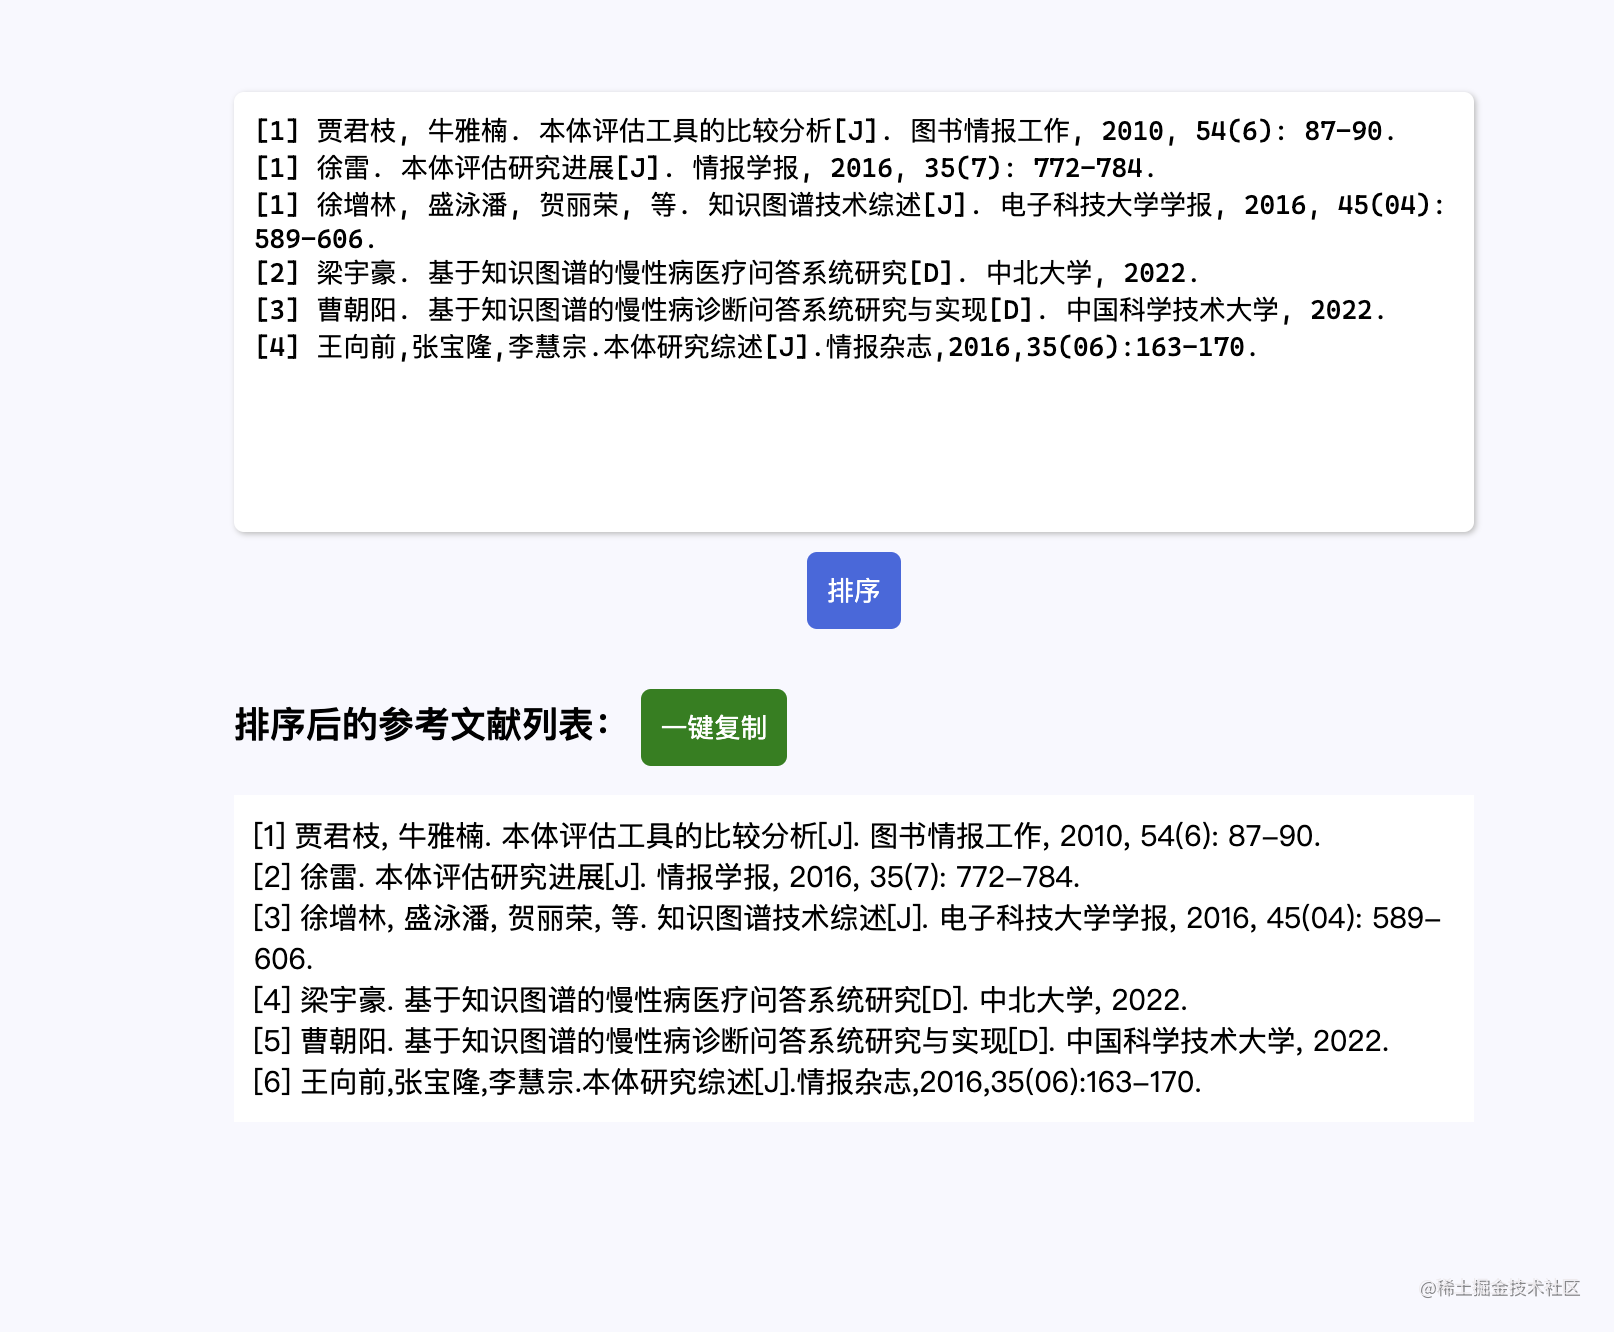 [1] 贾君枝, 牛雅楠. 本体评估工具的比较分析[J]. 图书情报工作, 2010, 54(6): 87-90.
[1] 徐雷. 本体评估研究进展[J]. 情报学报, 2016, 35(7): 772-784.
[1] 徐增林, 盛泳潘, 贺丽荣, 等. 知识图谱技术综述[J]. 电子科技大学学报, 2016, 45(04):
589-606.
[2] 梁宇豪. 基于知识图谱的慢性病医疗问答系统研究[D]. 中北大学, 2022.
[3] 曹朝阳. 基于知识图谱的慢性病诊断问答系统研究与实现[D]. 中国科学技术大学, 2022.
[4] 王向前,张宝隆,李慧宗.本体研究综述[J].情报杂志,2016,35(06):163-170.
排序
排序后的参考文献列表：
一键复制
[1] 贾君枝, 牛雅楠. 本体评估工具的比较分析[J]. 图书情报工作, 2010, 54(6): 87-90.
[2] 徐雷. 本体评估研究进展[J]. 情报学报, 2016, 35(7): 772-784.
[3] 徐增林, 盛泳潘, 贺丽荣, 等. 知识图谱技术综述[J]. 电子科技大学学报, 2016, 45(04): 589-
606.
[4] 梁宇豪. 基于知识图谱的慢性病医疗问答系统研究[D]. 中北大学, 2022.
[5] 曹朝阳. 基于知识图谱的慢性病诊断问答系统研究与实现[D]. 中国科学技术大学, 2022.
[6] 王向前,张宝隆,李慧宗.本体研究综述[J].情报杂志,2016,35(06):163-170.
@稀土掘金技术社区